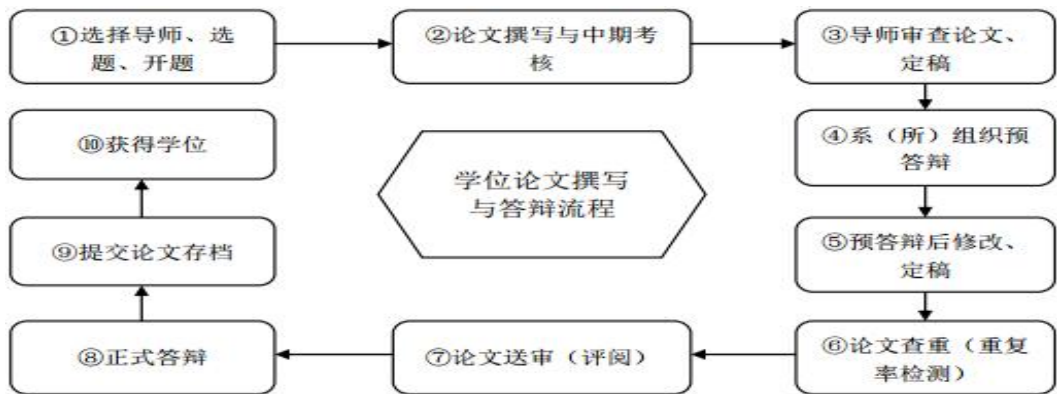 ①选择导师、选
题、开题
②论文撰写与中期考
核
③导师审查论文、
定稿
④系（所）组织预
答辩
⑤预答辩后修改、
定稿
⑥论文查重（重复
率检测）
⑦论文送审（评阅）
⑧正式答辩
⑨提交论文存档
⑩获得学位
学位论文撰写
与答辩流程